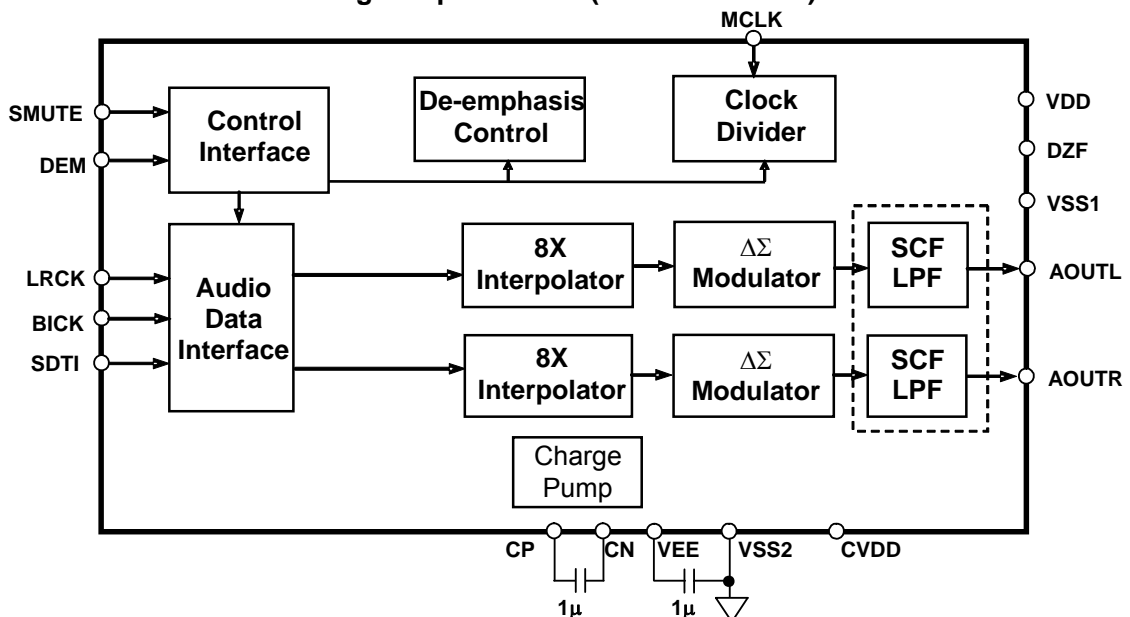 MCLK
SMUTE
DEM
Control
Interface
De-emphasis
Control
Clock
Divider
VDD
DZF
VSS1
LRCK
BICK
SDTI
Audio
Data
Interface
8X
Interpolator
ΔΣ
Modulator
SCF
LPF
AOUTL
8X
Interpolator
ΔΣ
Modulator
SCF
LPF
AOUTR
Charge
Pump
CP
CN
VEE
VSS2
CVDD
1μ
1μ